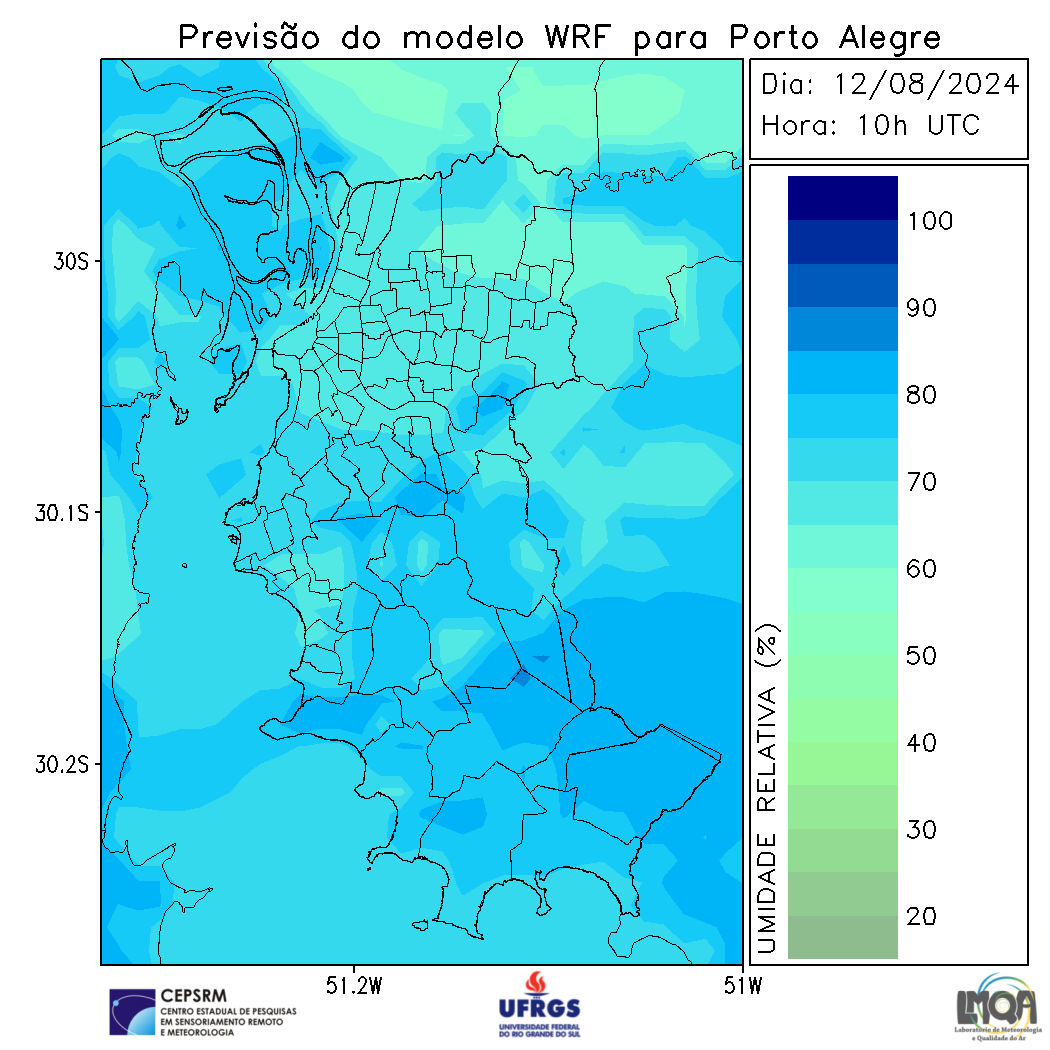 Previsão do modelo WRF para Porto Alegre
Dia: 12/08/2024
Hora: 10h UTC
30S
30.1S
30.2S
51.2W
51W
100
90
80
70
60
50
40
30
20
UMIDADE RELATIVA (%)
CEPSRM
CENTRO ESTADUAL DE PESQUISAS
EM SENSORIAMENTO REMOTO
E METEOROLOGIA
UFRGS
UNIVERSIDADE FEDERAL
DO RIO GRANDE DO SUL
LMQA
Laboratório de Meteorologia
e Qualidade do Ar